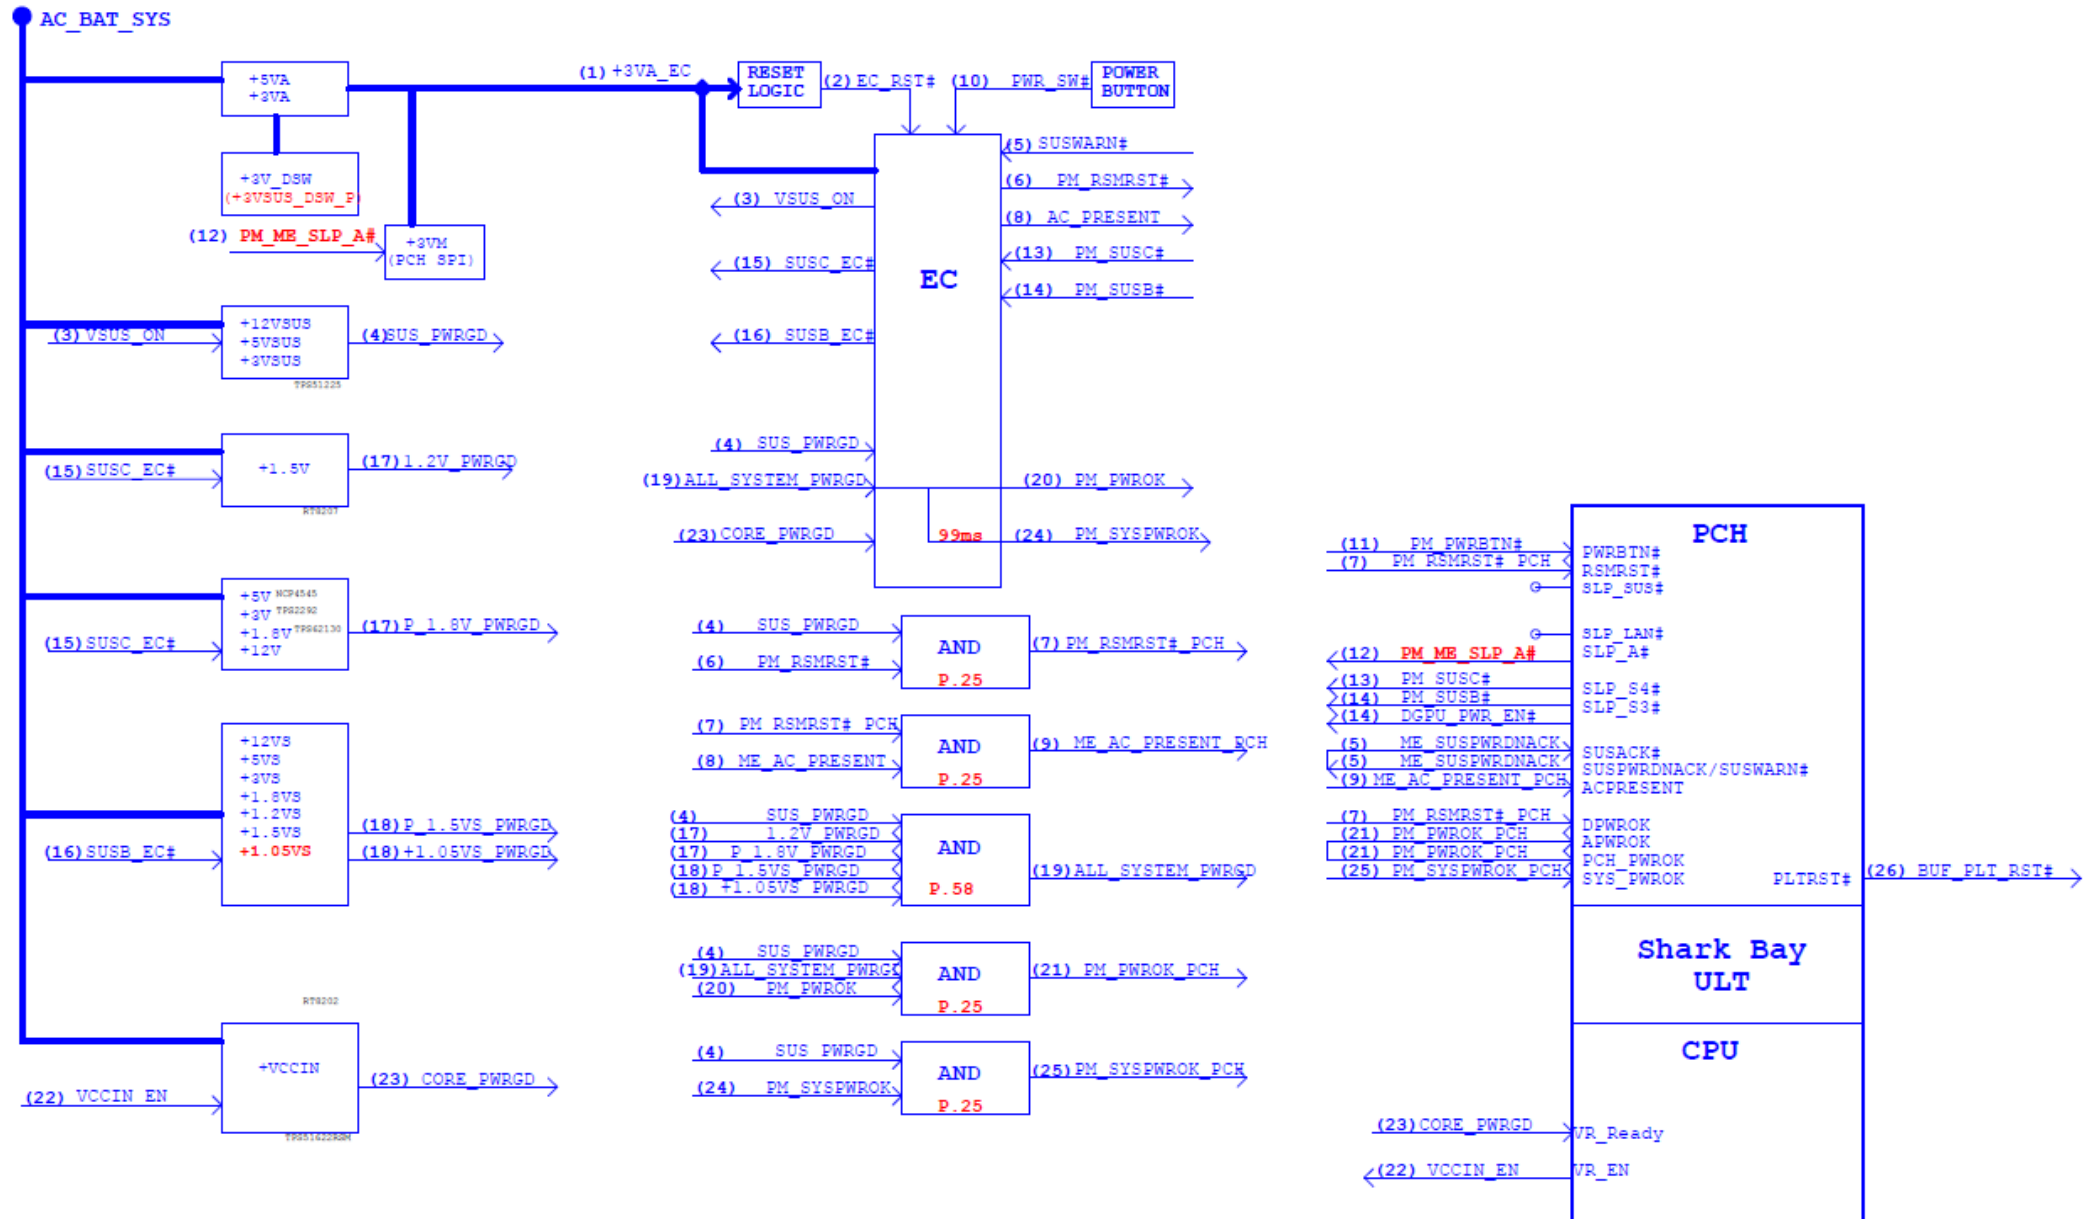 AC_BAT_SYS
+5VA
+3VA
(1) +3VA_EC
RESET
LOGIC
(2) EC_RST#
(10) PWR_SW#
POWER
BUTTON
+3V_DSW
(+3VSUS_DSW_P)
(12) PM_ME_SLP_A#
+3VM
(PCH SPI)
(3) VSUS_ON
+12VSUS
+5VSUS
+3VSUS
(4) SUS_PWRGD
TPS51225
(15) SUSC_EC#
+1.5V
(17) 1.2V_PWRGD
RT8207
(15) SUSC_EC#
+5V NCP4545
+3V TPS2292
+1.8V TPS62130
+12V
(17) P_1.8V_PWRGD
(16) SUSB_EC#
+12VS
+5VS
+3VS
+1.8VS
+1.2VS
+1.5VS
+1.05VS
(18) P_1.5VS_PWRGD
(18) +1.05VS_PWRGD
RT8202
(22) VCCIN_EN
+VCCIN
(23) CORE_PWRGD
TPS51622RSM
EC
(3) VSUS_ON
(15) SUSC_EC#
(16) SUSB_EC#
(4) SUS_PWRGD
(19) ALL_SYSTEM_PWRGD
(23) CORE_PWRGD
99ms
(5) SUSWARN#
(6) PM_RSMRST#
(8) AC_PRESENT
(13) PM_SUSC#
(14) PM_SUSB#
(20) PM_PWROK
(24) PM_SYSPWROK
(4) SUS_PWRGD
(6) PM_RSMRST#
AND
P.25
(7) PM_RSMRST#_PCH
(7) PM_RSMRST#_PCH
(8) ME_AC_PRESENT
AND
P.25
(9) ME_AC_PRESENT_PCH
(4) SUS_PWRGD
(17) 1.2V_PWRGD
(17) P_1.8V_PWRGD
(18) P_1.5VS_PWRGD
(18) +1.05VS_PWRGD
AND
P.58
(19) ALL_SYSTEM_PWRGD
(4) SUS_PWRGD
(19) ALL_SYSTEM_PWRGD
(20) PM_PWROK
AND
P.25
(21) PM_PWROK_PCH
(4) SUS_PWRGD
(24) PM_SYSPWROK
AND
P.25
(25) PM_SYSPWROK_PCH
PCH
(11) PM_PWRBTN# PWRBTN#
(7) PM_RSMRST#_PCH RSMRST#
SLP_SUS#
SLP_LAN#
(12) PM_ME_SLP_A# SLP_A#
(13) PM_SUSC# SLP_S4#
(14) PM_SUSB# SLP_S3#
(14) DGPU_PWR_EN#
(5) ME_SUSPWRDNACK SUSACK#
(5) ME_SUSPWRDNACK SUSPWRDNACK/SUSWARN#
(9) ME_AC_PRESENT_PCH ACPRESENT
(7) PM_RSMRST#_PCH DPWROK
(21) PM_PWROK_PCH APWROK
(21) PM_PWROK_PCH PCH_PWROK
(25) PM_SYSPWROK_PCH SYS_PWROK
PLTRST# (26) BUF_PLT_RST#
Shark Bay
ULT
CPU
(23) CORE_PWRGD VR_Ready
(22) VCCIN_EN VR_EN